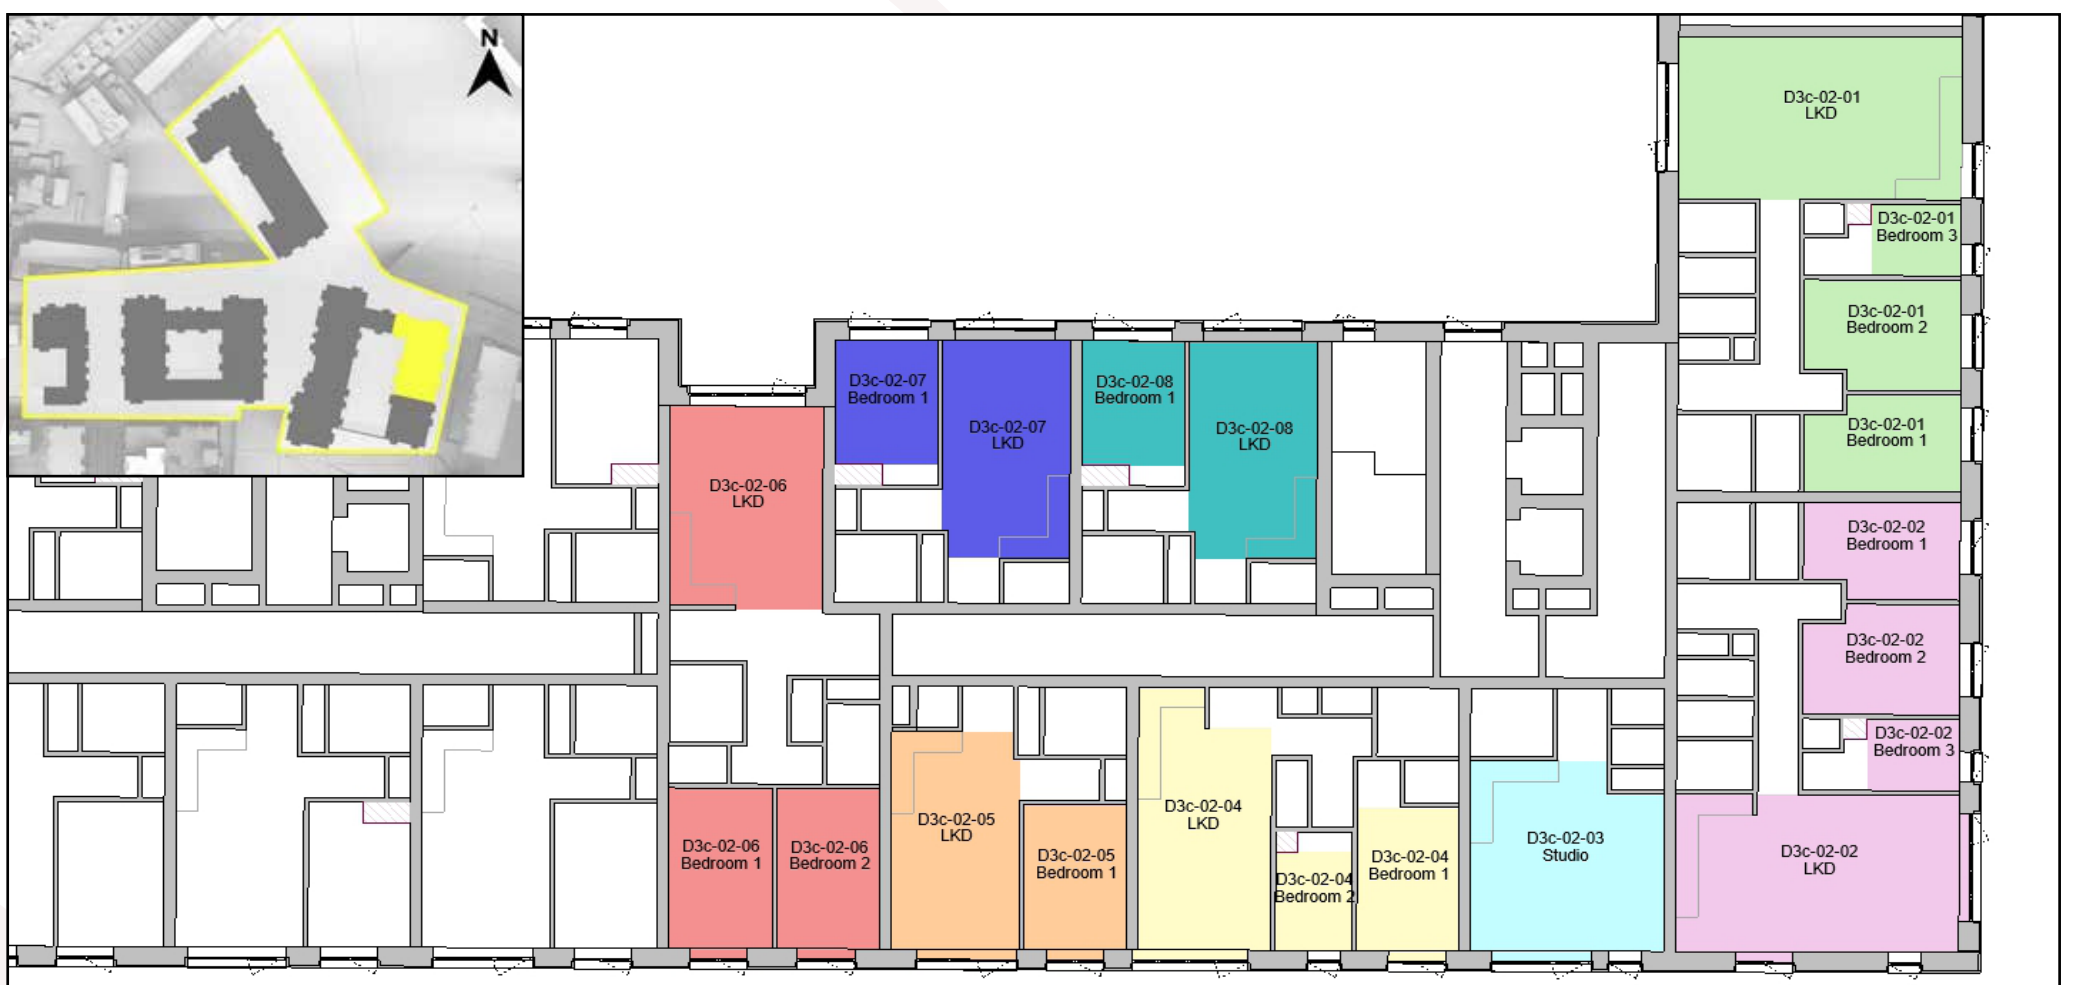 N
D3c-02-01
LKD
D3c-02-01
Bedroom 3
D3c-02-01
Bedroom 2
D3c-02-01
Bedroom 1
D3c-02-07
Bedroom 1
D3c-02-07
LKD
D3c-02-08
Bedroom 1
D3c-02-08
LKD
D3c-02-06
LKD
D3c-02-02
Bedroom 1
D3c-02-02
Bedroom 2
D3c-02-02
Bedroom 3
D3c-02-06
Bedroom 1
D3c-02-06
Bedroom 2
D3c-02-05
LKD
D3c-02-05
Bedroom 1
D3c-02-04
LKD
D3c-02-04
Bedroom 2
D3c-02-04
Bedroom 1
D3c-02-03
Studio
D3c-02-02
LKD